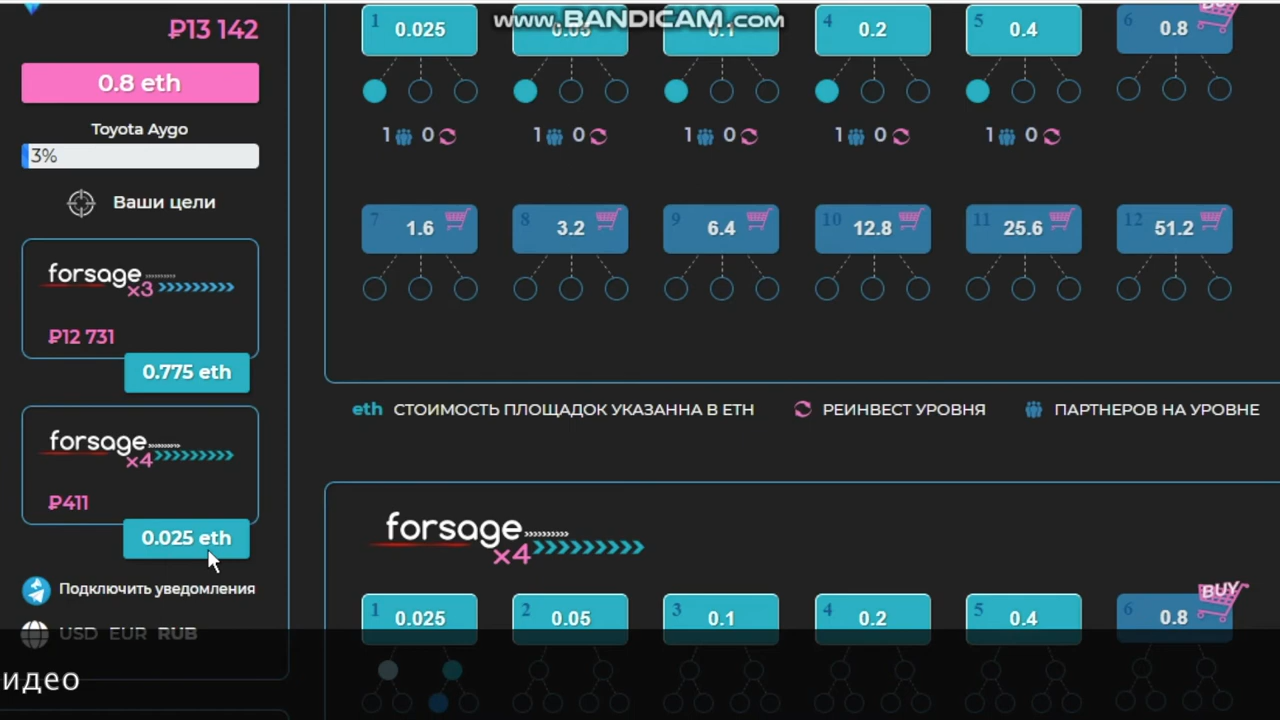 www.BANDICAM.com
₽13 142
0.8 eth
Toyota Aygo
3%
Ваши цели
forsage
x3
₽12 731
0.775 eth
forsage
x4
₽411
0.025 eth
Подключить уведомления
USD EUR RUB
идео
1 0.025
0.05
0.1
4 0.2
5 0.4
6 0.8 BUY
1 0
1 0
1 0
1 0
1 0
7 1.6
8 3.2
9 6.4
10 12.8
11 25.6
12 51.2
eth СТОИМОСТЬ ПЛОЩАДОК УКАЗАННА В ETH
РЕИНВЕСТ УРОВНЯ
ПАРТНЕРОВ НА УРОВНЕ
forsage
x4
1 0.025
2 0.05
3 0.1
4 0.2
5 0.4
6 0.8 BUY